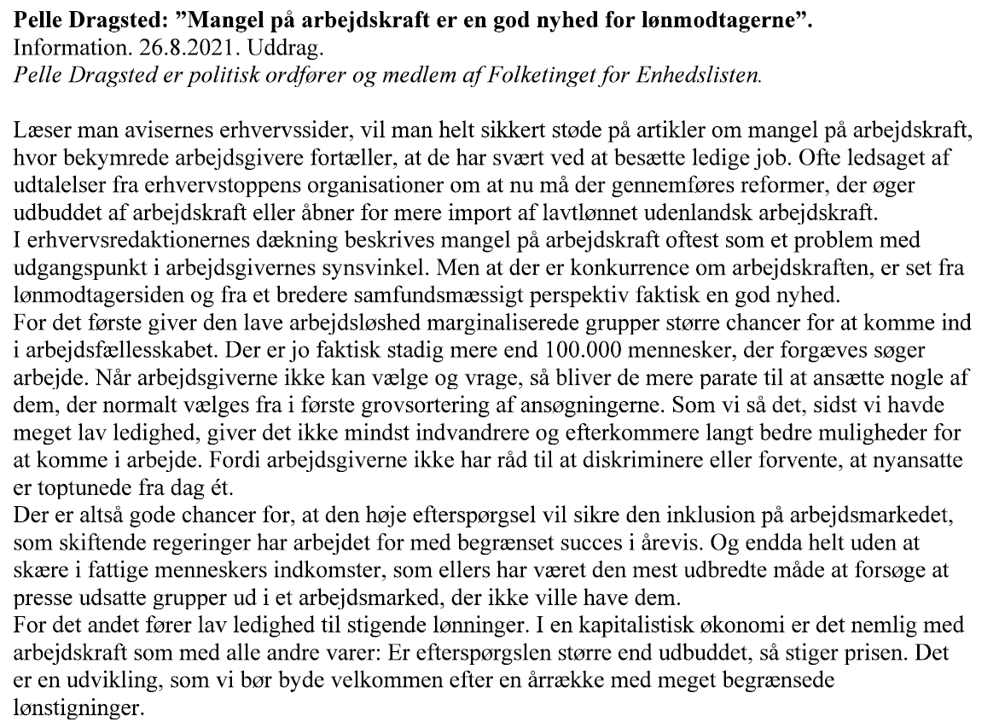 Pelle Dragsted: ”Mangel på arbejdskraft er en god nyhed for lønmodtagerne”.
Information. 26.8.2021. Uddrag.
Pelle Dragsted er politisk ordfører og medlem af Folketinget for Enhedslisten.
Læser man avisernes erhvervssider, vil man helt sikkert støde på artikler om mangel på arbejdskraft,
hvor bekymrede arbejdsgivere fortæller, at de har svært ved at besætte ledige job. Ofte ledsaget af
udtalelser fra erhvervstoppens organisationer om at nu må der gennemføres reformer, der øger
udbuddet af arbejdskraft eller åbner for mere import af lavtlønnet udenlandsk arbejdskraft.
I erhvervsredaktionernes dækning beskrives mangel på arbejdskraft oftest som et problem med
udgangspunkt i arbejdsgivernes synsvinkel. Men at der er konkurrence om arbejdskraften, er set fra
lønmodtagersiden og fra et bredere samfundsmæssigt perspektiv faktisk en god nyhed.
For det første giver den lave arbejdsløshed marginaliserede grupper større chancer for at komme ind
i arbejdsfællesskabet. Der er jo faktisk stadig mere end 100.000 mennesker, der forgæves søger
arbejde. Når arbejdsgiverne ikke kan vælge og vrage, så bliver de mere parate til at ansætte nogle af
dem, der normalt vælges fra i første grovsortering af ansøgningerne. Som vi så det, sidst vi havde
meget lav ledighed, giver det ikke mindst indvandrere og efterkommere langt bedre muligheder for
at komme i arbejde. Fordi arbejdsgiverne ikke har råd til at diskriminere eller forvente, at nyansatte
er toptunede fra dag ét.
Der er altså gode chancer for, at den høje efterspørgsel vil sikre den inklusion på arbejdsmarkedet,
som skiftende regeringer har arbejdet for med begrænset succes i årevis. Og endda helt uden at
skære i fattige menneskers indkomster, som ellers har været den mest udbredte måde at forsøge at
presse udsatte grupper ud i et arbejdsmarked, der ikke ville have dem.
For det andet fører lav ledighed til stigende lønninger. I en kapitalistisk økonomi er det nemlig med
arbejdskraft som med alle andre varer: Er efterspørgslen større end udbuddet, så stiger prisen. Det
er en udvikling, som vi bør byde velkommen efter en årrække med meget begrænsede
lønstigninger.